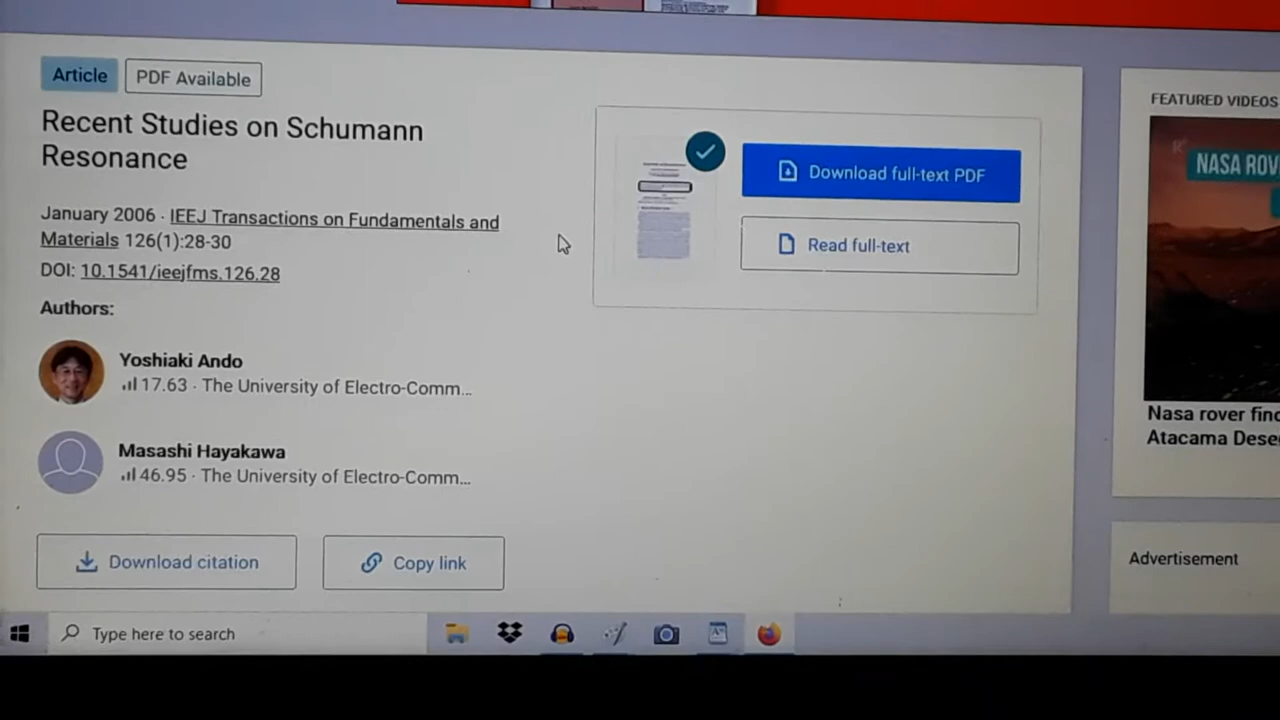 Article PDF Available
Recent Studies on Schumann
Resonance
January 2006 · IEEJ Transactions on Fundamentals and
Materials 126(1):28-30
DOI: 10.1541/ieejfms.126.28
Authors:
Yoshiaki Ando
17.63 · The University of Electro-Comm...
Masashi Hayakawa
46.95 · The University of Electro-Comm...
Download citation
Copy link
Download full-text PDF
Read full-text
FEATURED VIDEOS
NASA ROV
Nasa rover find
Atacama Dese
Advertisement
Type here to search